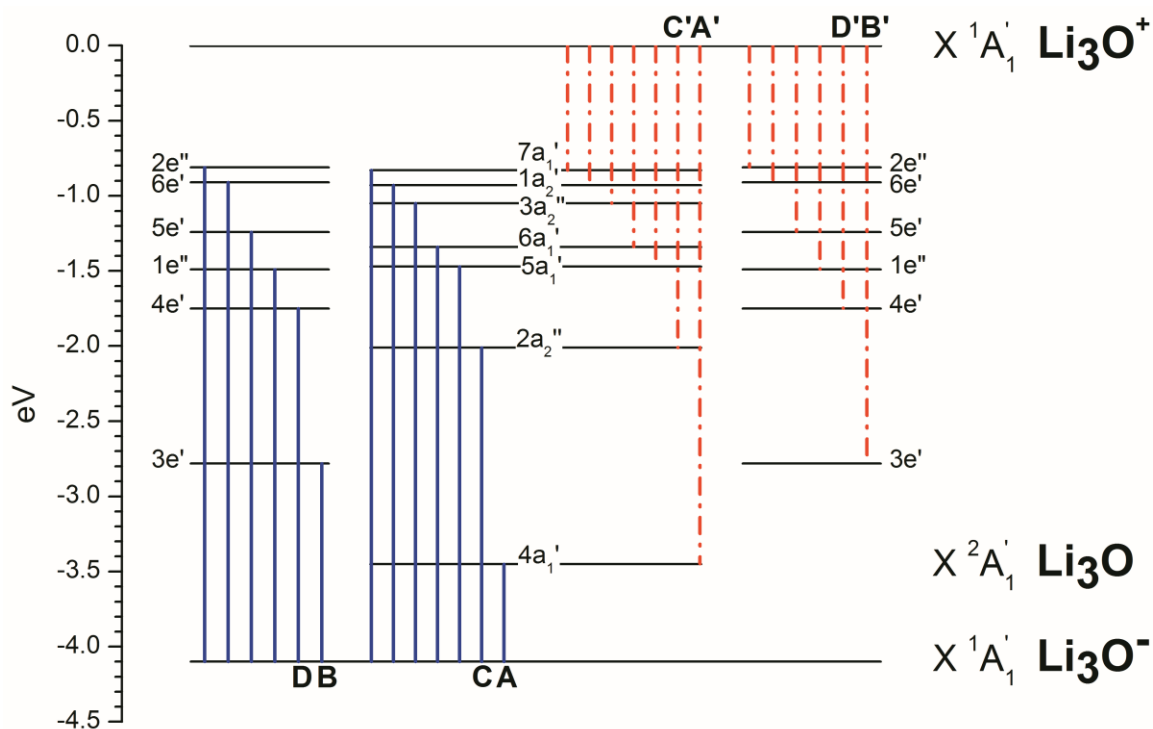 C'A' D'B'
0.0 X ¹A₁' Li₃O⁺
-0.5
7a₁'
2e" 2e"
6e' 1a₂' 6e'
-1.0
3a₂"
5e' 6a₁' 5e'
1e" 5a₁' 1e"
-1.5
4e' 4e'
2a₂"
-2.0
eV
-2.5
3e' 3e'
-3.0
4a₁' X ²A₁' Li₃O
-3.5
-4.0 X ¹A₁' Li₃O⁻
D B C A
-4.5